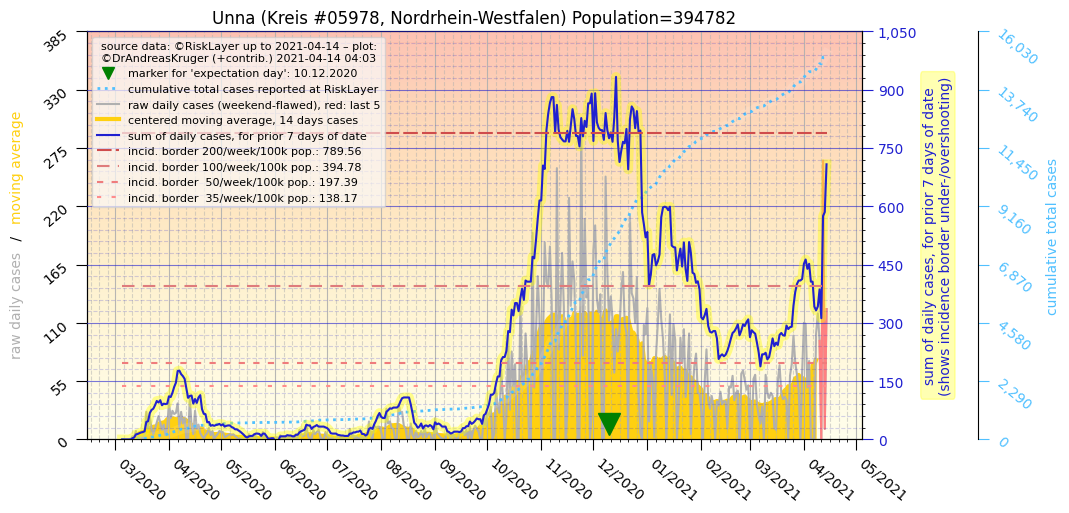 Unna (Kreis #05978, Nordrhein-Westfalen) Population=394782
source data: ©RiskLayer up to 2021-04-14 – plot:
©DrAndreasKruger (+contrib.) 2021-04-14 04:03
marker for 'expectation day': 10.12.2020
cumulative total cases reported at RiskLayer
raw daily cases (weekend-flawed), red: last 5
centered moving average, 14 days cases
sum of daily cases, for prior 7 days of date
incid. border 200/week/100k pop.: 789.56
incid. border 100/week/100k pop.: 394.78
incid. border  50/week/100k pop.: 197.39
incid. border  35/week/100k pop.: 138.17
raw daily cases  /  moving average
385
330
275
220
165
110
55
0
03/2020
04/2020
05/2020
06/2020
07/2020
08/2020
09/2020
10/2020
11/2020
12/2020
01/2021
02/2021
03/2021
04/2021
05/2021
1,050
900
750
600
450
300
150
0
sum of daily cases, for prior 7 days of date
(shows incidence border under-/overshooting)
16,030
13,740
11,450
9,160
6,870
4,580
2,290
0
cumulative total cases